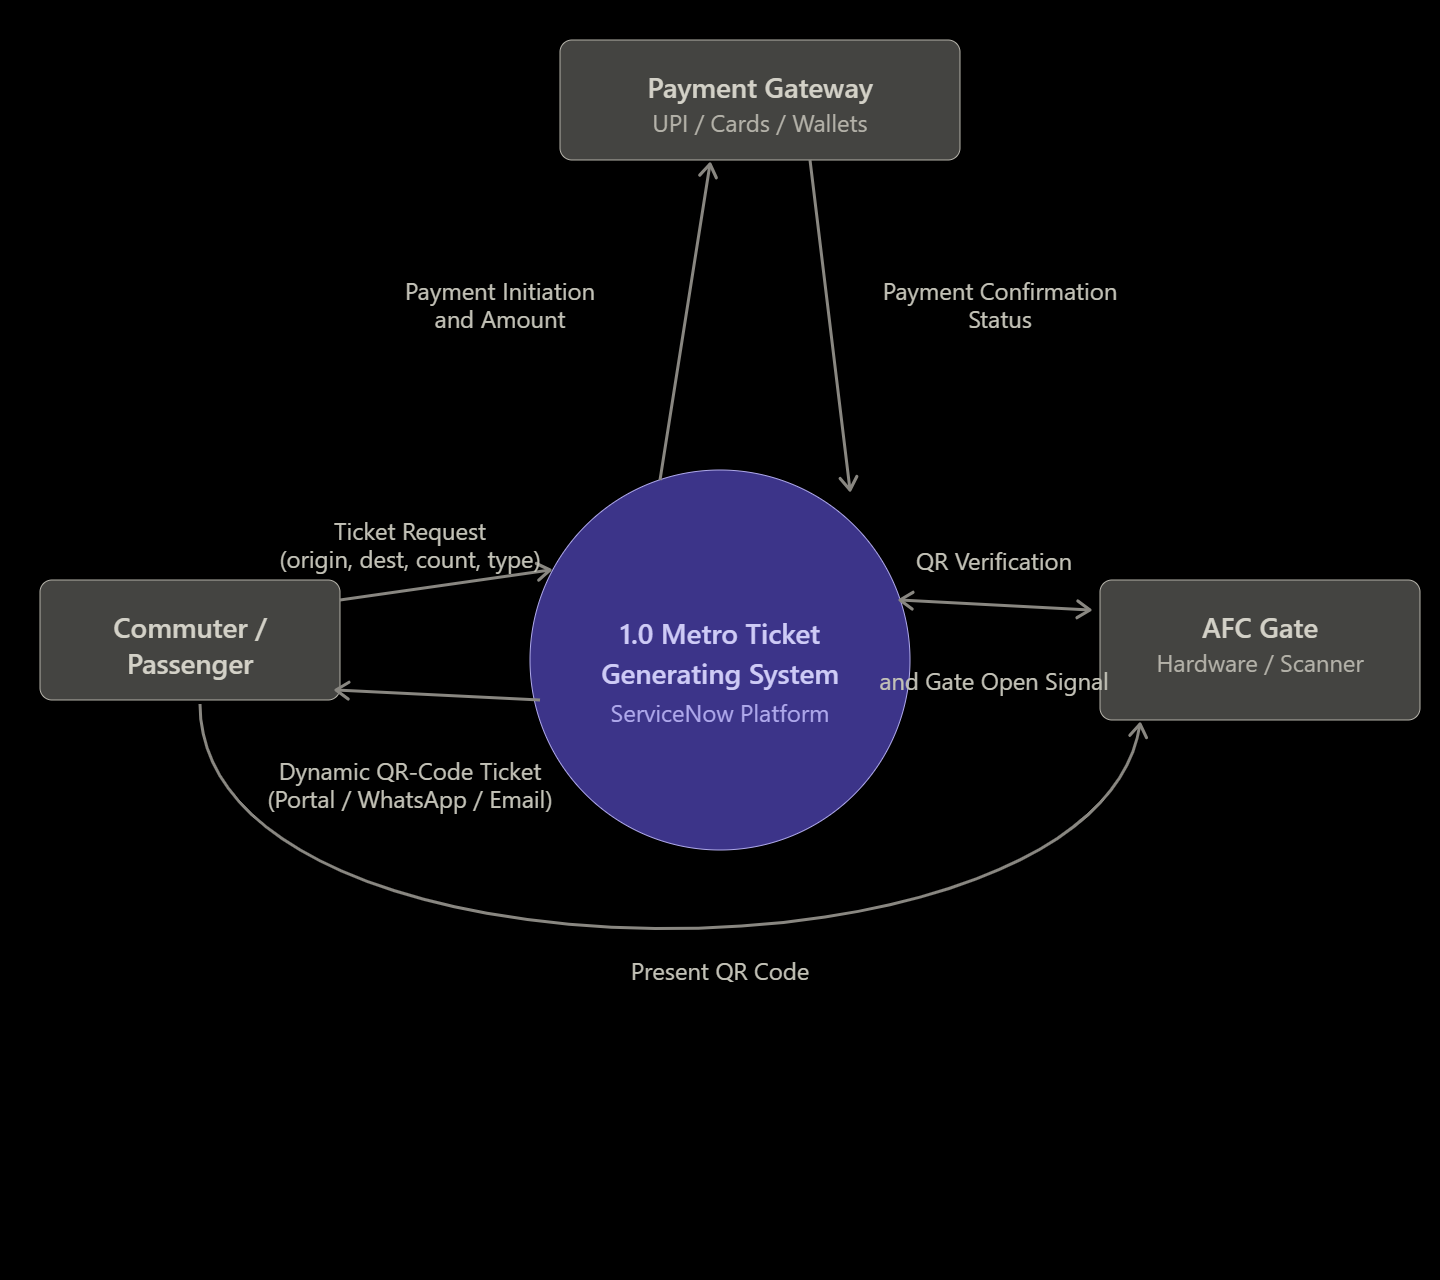 Payment Gateway
UPI / Cards / Wallets
Payment Initiation
and Amount
Payment Confirmation
Status
Ticket Request
(origin, dest, count, type)
QR Verification
Commuter /
Passenger
1.0 Metro Ticket
Generating System
ServiceNow Platform
AFC Gate
Hardware / Scanner
and Gate Open Signal
Dynamic QR-Code Ticket
(Portal / WhatsApp / Email)
Present QR Code